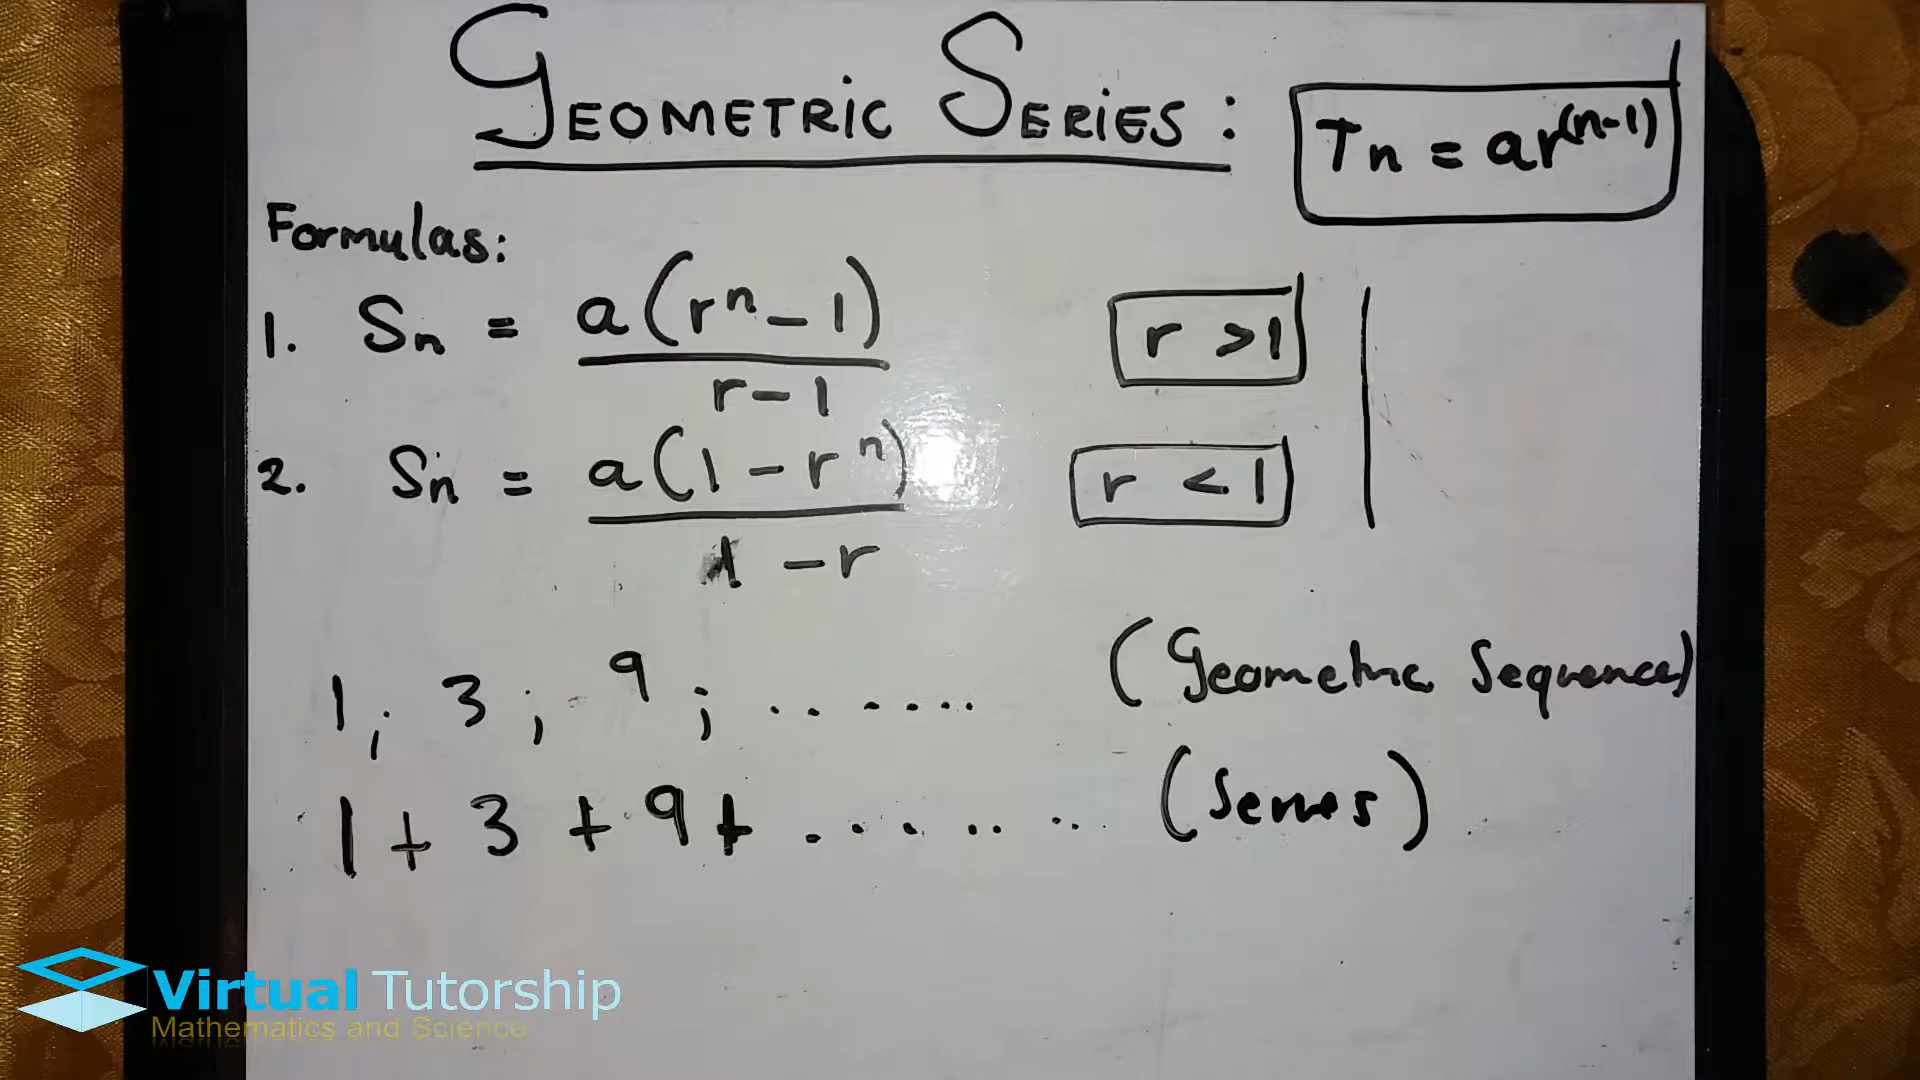 GEOMETRIC SERIES:
Tn = ar^(n-1)
Formulas:
1. Sn = a(r^n - 1) / r - 1
r > 1
2. Sn = a(1 - r^n) / 1 - r
r < 1
1; 3; 9; ....... (Geometric Sequence)
1 + 3 + 9 + ........ (Series)
Virtual Tutorship
Mathematics and Science